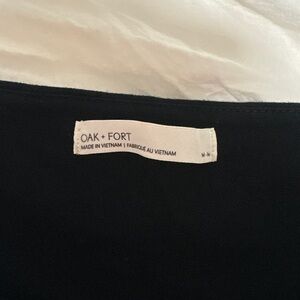 OAK + FORT
MADE IN VIETNAM | FABRIQUÉ AU VIETNAM